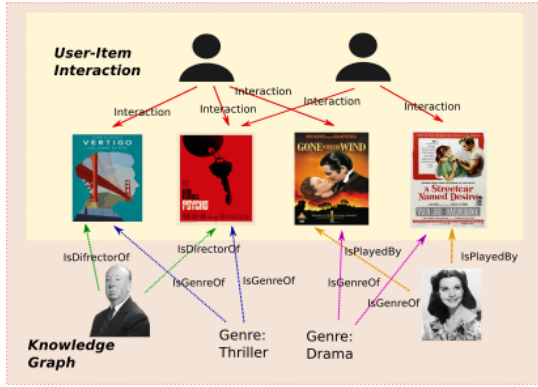 User-Item
Interaction
Interaction
Interaction
Interaction
Interaction
Interaction
VERTIGO
GONE WITH THE WIND
A Streetcar
Named Desire
IsDifrectorOf
IsDirectorOf
IsPlayedBy
IsPlayedBy
IsGenreOf
IsGenreOf
IsGenreOf
IsGenreOf
Genre:
Thriller
Genre:
Drama
Knowledge
Graph